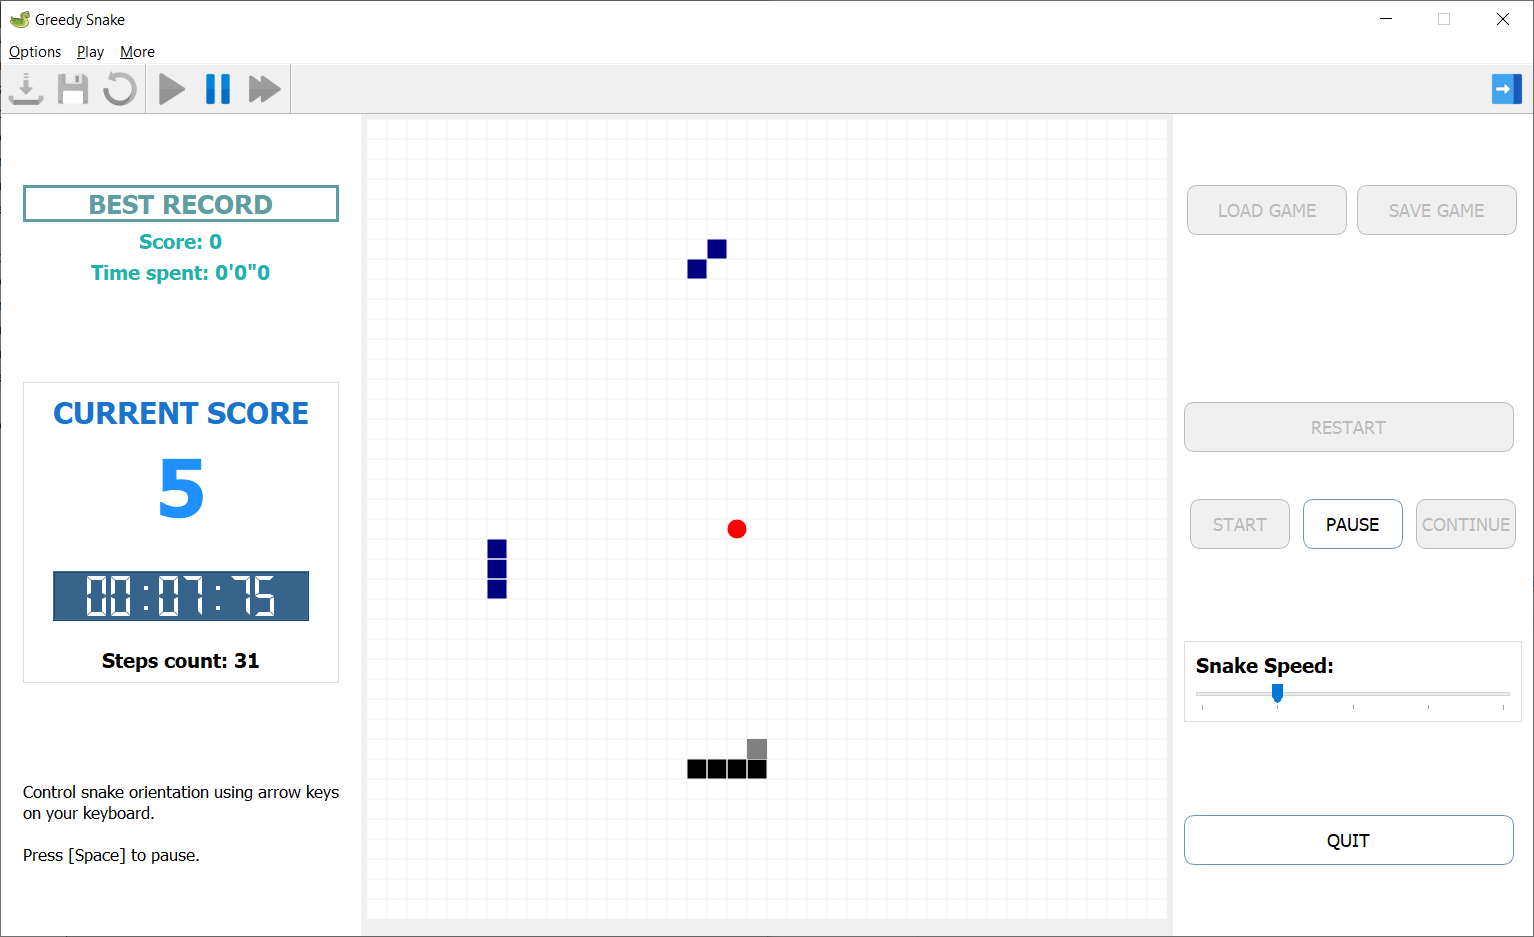 Greedy Snake
Options Play More
BEST RECORD
Score: 0
Time spent: 0'0"0
CURRENT SCORE
5
00:07:75
Steps count: 31
Control snake orientation using arrow keys
on your keyboard.
Press [Space] to pause.
LOAD GAME SAVE GAME
RESTART
START PAUSE CONTINUE
Snake Speed:
QUIT